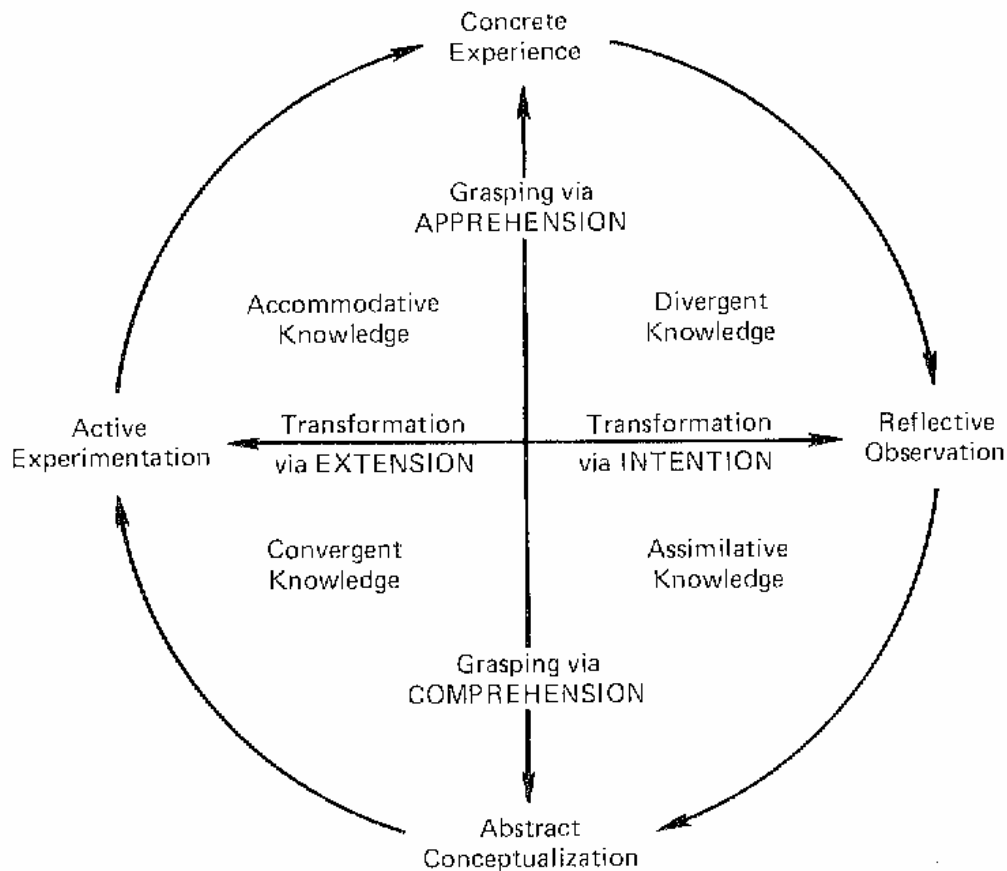 Concrete
Experience
Grasping via
APPREHENSION
Accommodative
Knowledge
Divergent
Knowledge
Active
Experimentation
Transformation
via EXTENSION
Transformation
via INTENTION
Reflective
Observation
Convergent
Knowledge
Assimilative
Knowledge
Grasping via
COMPREHENSION
Abstract
Conceptualization